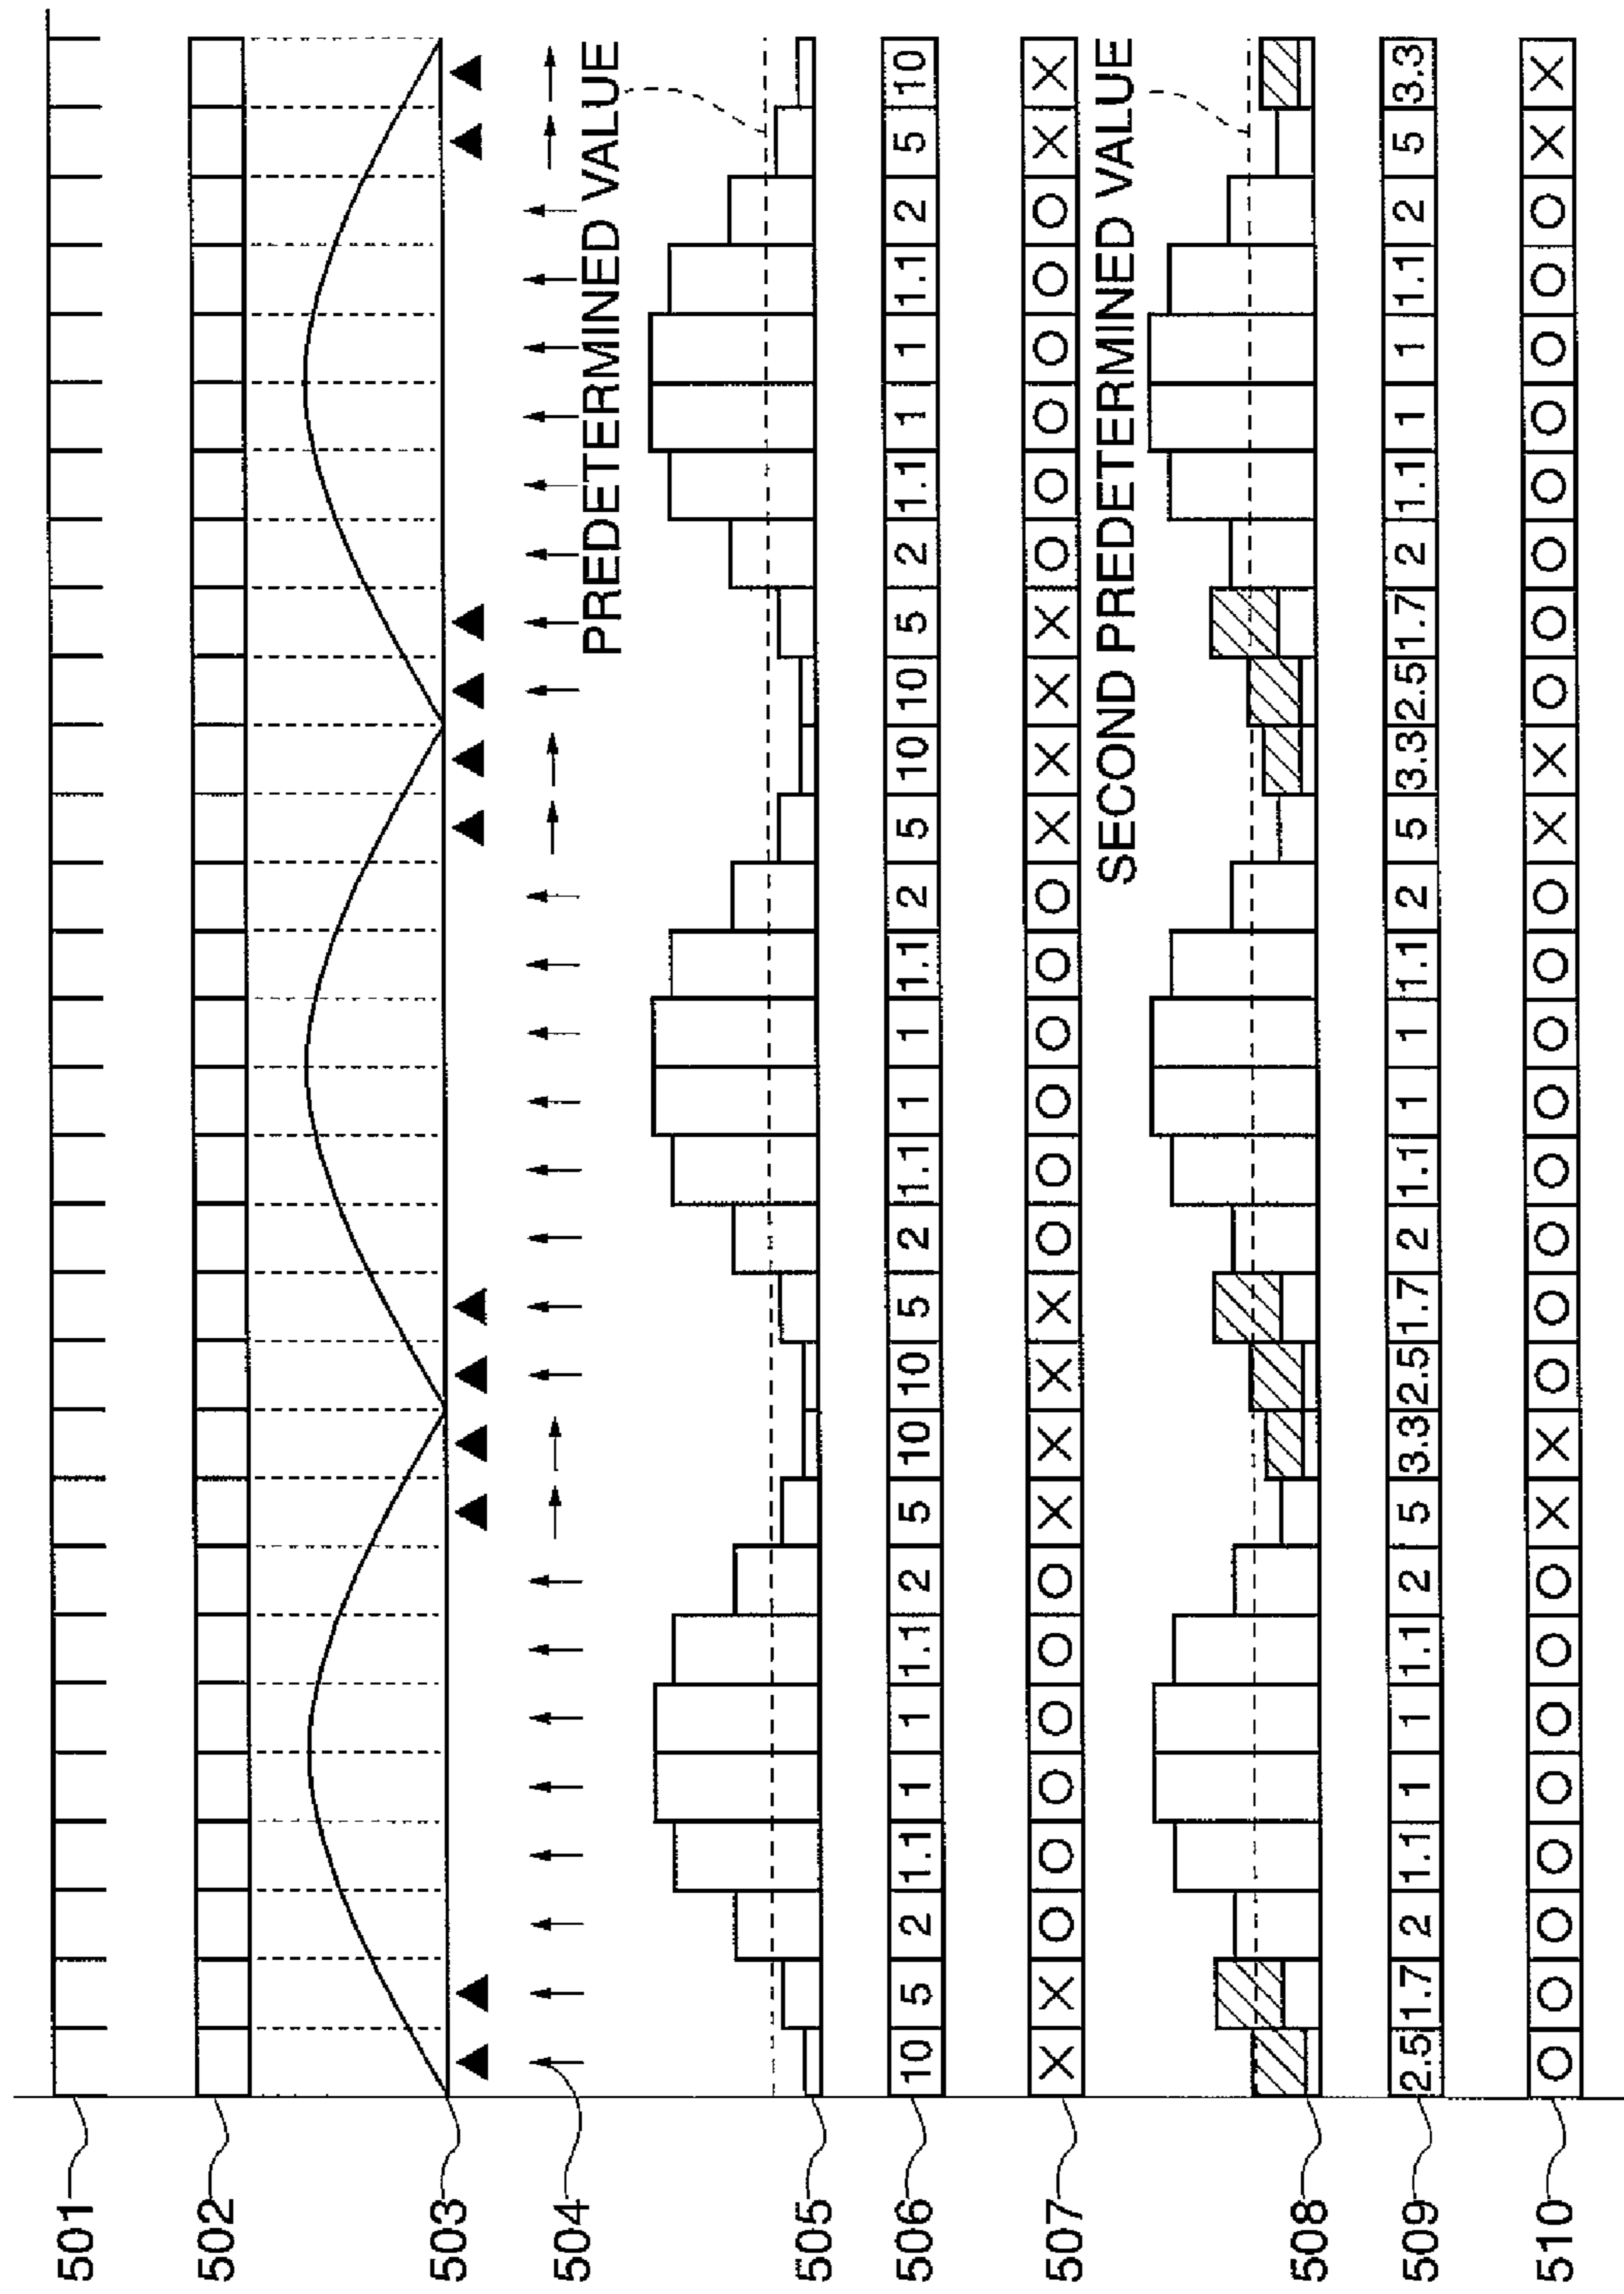 501
502
503
504
PREDETERMINED VALUE
505
506 10 5 2 1.1 1 1 1.1 2 5 10 10 5 2 1.1 1 1 1.1 2 5 10 10 5 2 1.1 1 1 1.1 2 5 10
507 X X O O O O O O X X X X O O O O O O X X X X O O O O O O X X
SECOND PREDETERMINED VALUE
508
509 2.5 1.7 2 1.1 1 1 1.1 2 5 3.3 2.5 1.7 2 1.1 1 1 1.1 2 5 3.3 2.5 1.7 2 1.1 1 1 1.1 2 5 3.3
510 O O O O O O O O X X O O O O O O O O X X O O O O O O O O X X